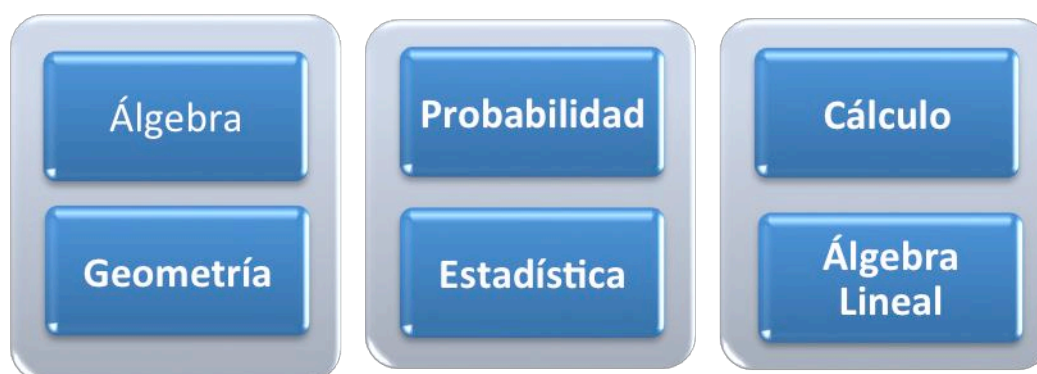 Álgebra
Geometría
Probabilidad
Estadística
Cálculo
Álgebra
Lineal